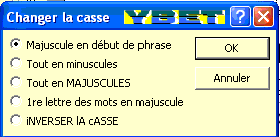 Changer la casse
Majuscule en début de phrase
OK
Tout en minuscules
Tout en MAJUSCULES
Annuler
1re lettre des mots en majuscule
iNVERSER lA cASSE